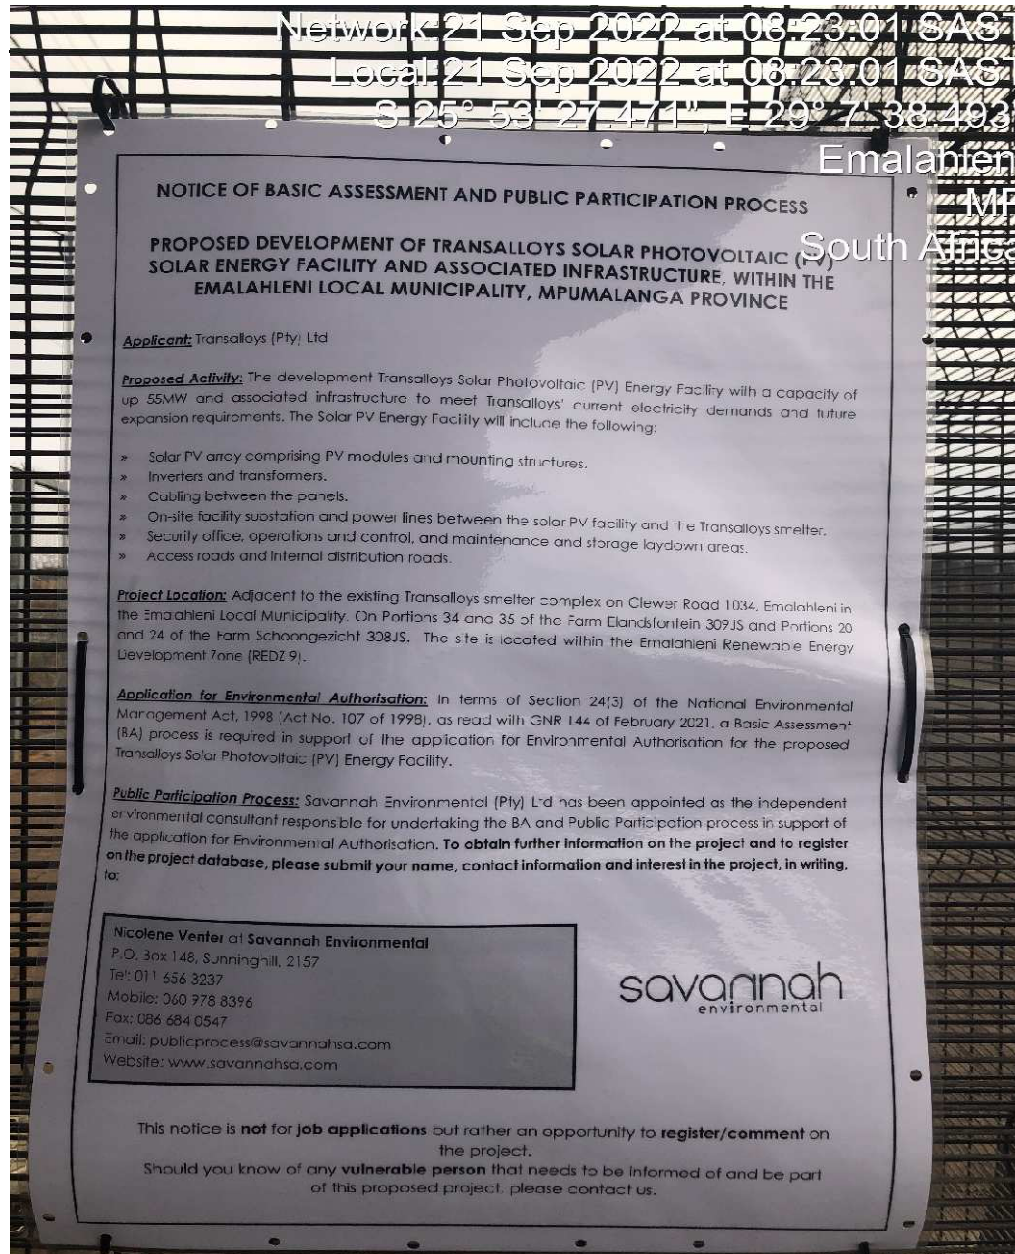 Network:21 Sep 2022 at 08:23:01 SAST
Local:21 Sep 2022 at 08:23:01 SAST
S 25° 53' 27.471", E 29° 7' 38.493"
Emalahlen
MP
South Africa
NOTICE OF BASIC ASSESSMENT AND PUBLIC PARTICIPATION PROCESS
PROPOSED DEVELOPMENT OF TRANSALLOYS SOLAR PHOTOVOLTAIC (PV)
SOLAR ENERGY FACILITY AND ASSOCIATED INFRASTRUCTURE, WITHIN THE
EMALAHLENI LOCAL MUNICIPALITY, MPUMALANGA PROVINCE
Applicant: Transalloys (Pty) Ltd
Proposed Activity: The development Transalloys Solar Photovoltaic (PV) Energy Facility with a capacity of
up 55MW and associated infrastructure to meet Transalloys' current electricity demands and future
expansion requirements. The Solar PV Energy Facility will include the following:
» Solar PV array comprising PV modules and mounting structures.
» Inverters and transformers.
» Cabling between the panels.
» On-site facility substation and power lines between the solar PV facility and the Transalloys smelter.
» Security office, operations and control, and maintenance and storage laydown areas.
» Access roads and internal distribution roads.
Project Location: Adjacent to the existing Transalloys smelter complex on Clewer Road 1034, Emalahleni in
the Emalahleni Local Municipality. On Portions 34 and 35 of the Farm Elandsfontein 309JS and Portions 20
and 24 of the Farm Schoongezicht 308JS. The site is located within the Emalahleni Renewable Energy
Development Zone (REDZ 9).
Application for Environmental Authorisation: In terms of Section 24(3) of the National Environmental
Management Act, 1998 (Act No. 107 of 1998), as read with GNR 144 of February 2021, a Basic Assessment
(BA) process is required in support of the application for Environmental Authorisation for the proposed
Transalloys Solar Photovoltaic (PV) Energy Facility.
Public Participation Process: Savannah Environmental (Pty) Ltd has been appointed as the independent
environmental consultant responsible for undertaking the BA and Public Participation process in support of
the application for Environmental Authorisation. To obtain further information on the project and to register
on the project database, please submit your name, contact information and interest in the project, in writing,
to:
Nicolene Venter at Savannah Environmental
P.O. Box 148, Sunninghill, 2157
Tel: 011 656 3237
Mobile: 060 978 8396
Fax: 086 684 0547
Email: publicprocess@savannahsa.com
Website: www.savannahsa.com
savannah
environmental
This notice is not for job applications but rather an opportunity to register/comment on
the project.
Should you know of any vulnerable person that needs to be informed of and be part
of this proposed project, please contact us.